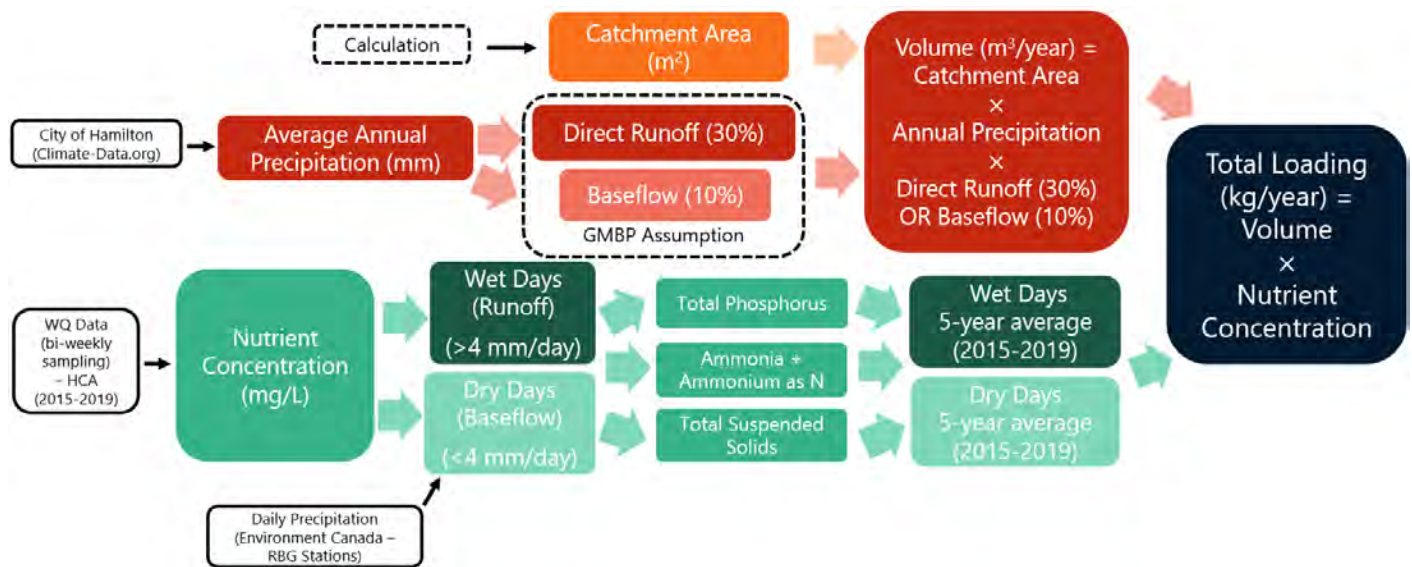 Calculation
Catchment Area
(m²)
Volume (m³/year) =
Catchment Area
×
Annual Precipitation
×
Direct Runoff (30%)
OR Baseflow (10%)
City of Hamilton
(Climate-Data.org)
Average Annual
Precipitation (mm)
Direct Runoff (30%)
Baseflow (10%)
GMBP Assumption
Total Loading
(kg/year) =
Volume
×
Nutrient
Concentration
WQ Data
(bi-weekly
sampling)
– HCA
(2015-2019)
Nutrient
Concentration
(mg/L)
Wet Days
(Runoff)
(>4 mm/day)
Dry Days
(Baseflow)
(<4 mm/day)
Total Phosphorus
Ammonia +
Ammonium as N
Total Suspended
Solids
Wet Days
5-year average
(2015-2019)
Dry Days
5-year average
(2015-2019)
Daily Precipitation
(Environment Canada –
RBG Stations)